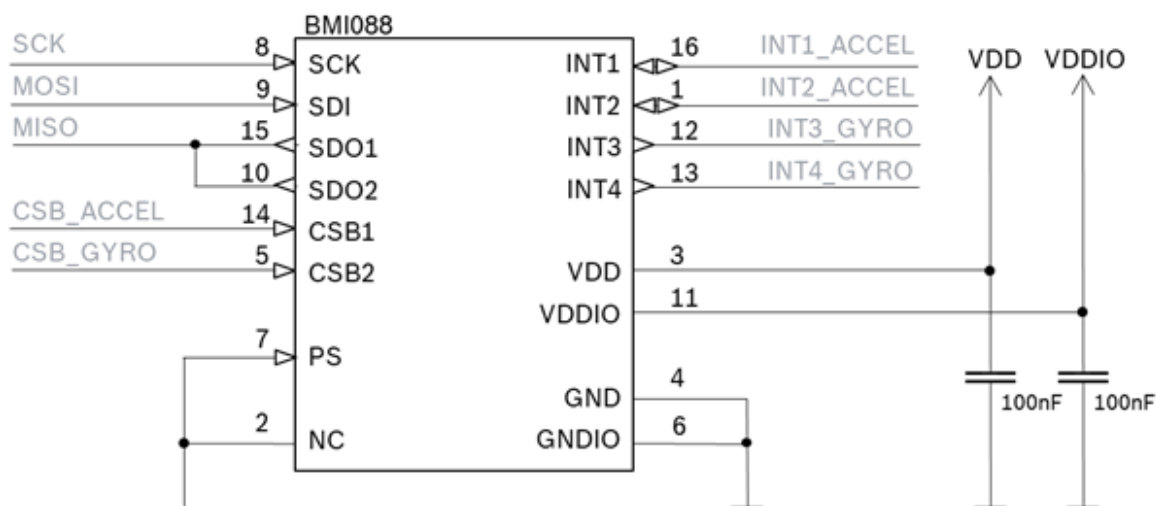 BMI088
SCK 8 SCK INT1 16 INT1_ACCEL
VDD VDDIO
MOSI 9 SDI INT2 1 INT2_ACCEL
MISO 15 SDO1 INT3 12 INT3_GYRO
10 SDO2 INT4 13 INT4_GYRO
CSB_ACCEL 14 CSB1
CSB_GYRO 5 CSB2 VDD 3
VDDIO 11
7 PS
GND 4
100nF 100nF
2 NC GNDIO 6